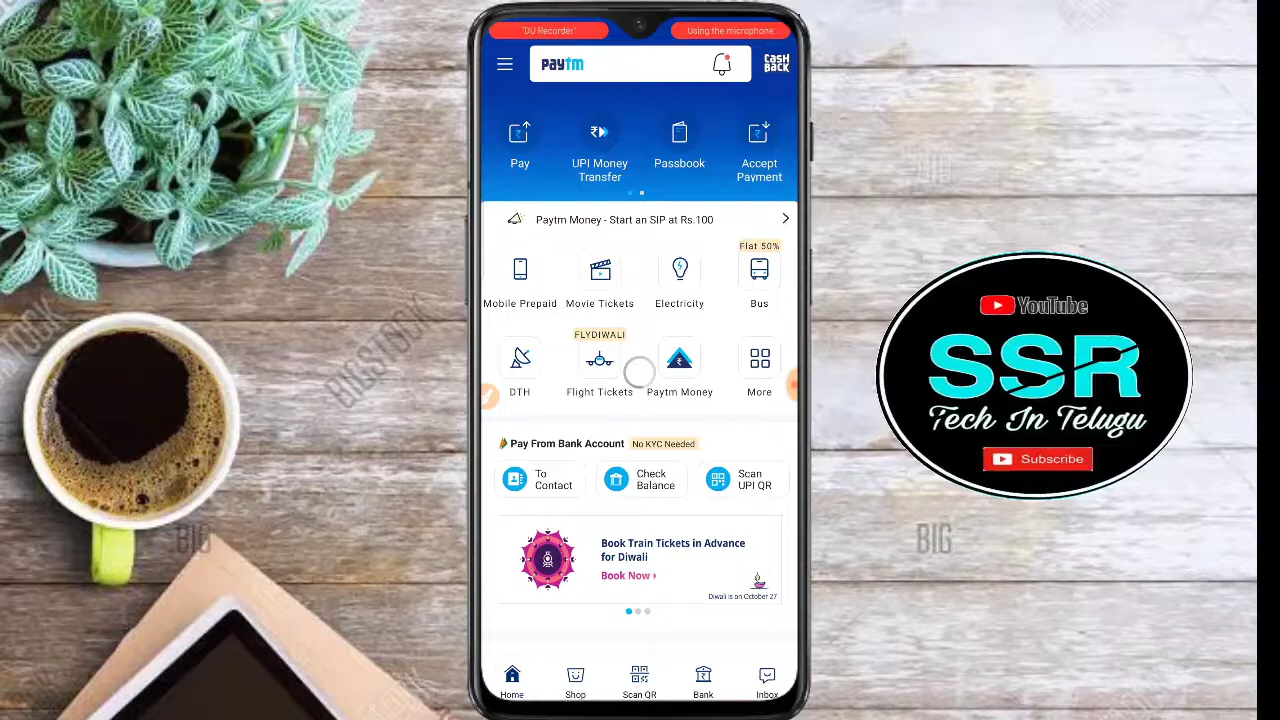 "DU Recorder"
Using the microphone
paytm
CASH
BACK
Pay
UPI Money
Transfer
Passbook
Accept
Payment
Paytm Money - Start an SIP at Rs.100
Flat 50%
Mobile Prepaid
Movie Tickets
Electricity
Bus
FLYDIWALI
DTH
Flight Tickets
Paytm Money
More
Pay From Bank Account
No KYC Needed
To
Contact
Check
Balance
Scan
UPI QR
Book Train Tickets in Advance
for Diwali
Book Now
Diwali is on October 27
Home
Shop
Scan QR
Bank
Inbox
YouTube
SSR
Tech In Telugu
Subscribe
BIGSTOCK
BIG
BIG